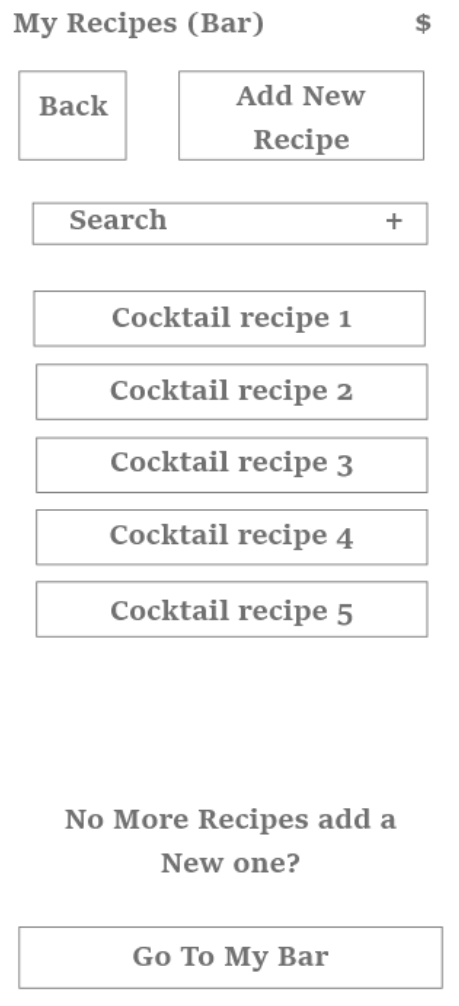 My Recipes (Bar) $
Back
Add New
Recipe
Search +
Cocktail recipe 1
Cocktail recipe 2
Cocktail recipe 3
Cocktail recipe 4
Cocktail recipe 5
No More Recipes add a
New one?
Go To My Bar